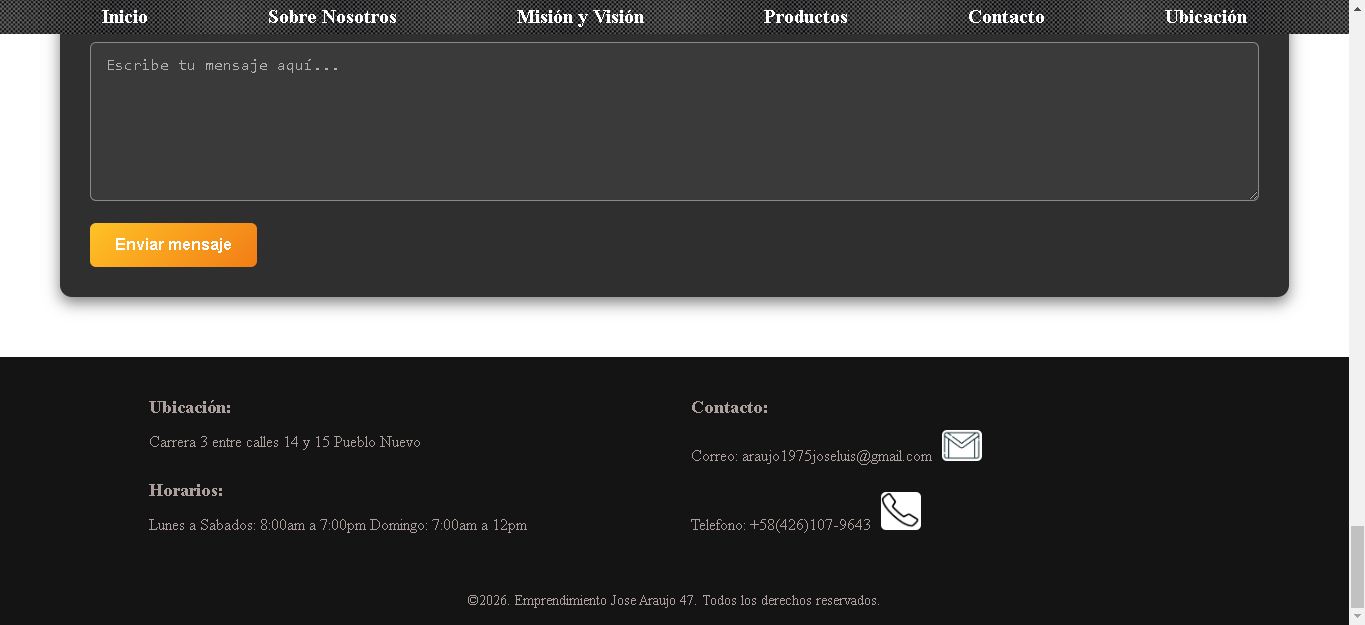 Inicio Sobre Nosotros Misión y Visión Productos Contacto Ubicación
Escribe tu mensaje aquí...
Enviar mensaje
Ubicación:
Carrera 3 entre calles 14 y 15 Pueblo Nuevo
Horarios:
Lunes a Sabados: 8:00am a 7:00pm Domingo: 7:00am a 12pm
Contacto:
Correo: araujo1975joseluis@gmail.com
Telefono: +58(426)107-9643
©2026. Emprendimiento Jose Araujo 47. Todos los derechos reservados.